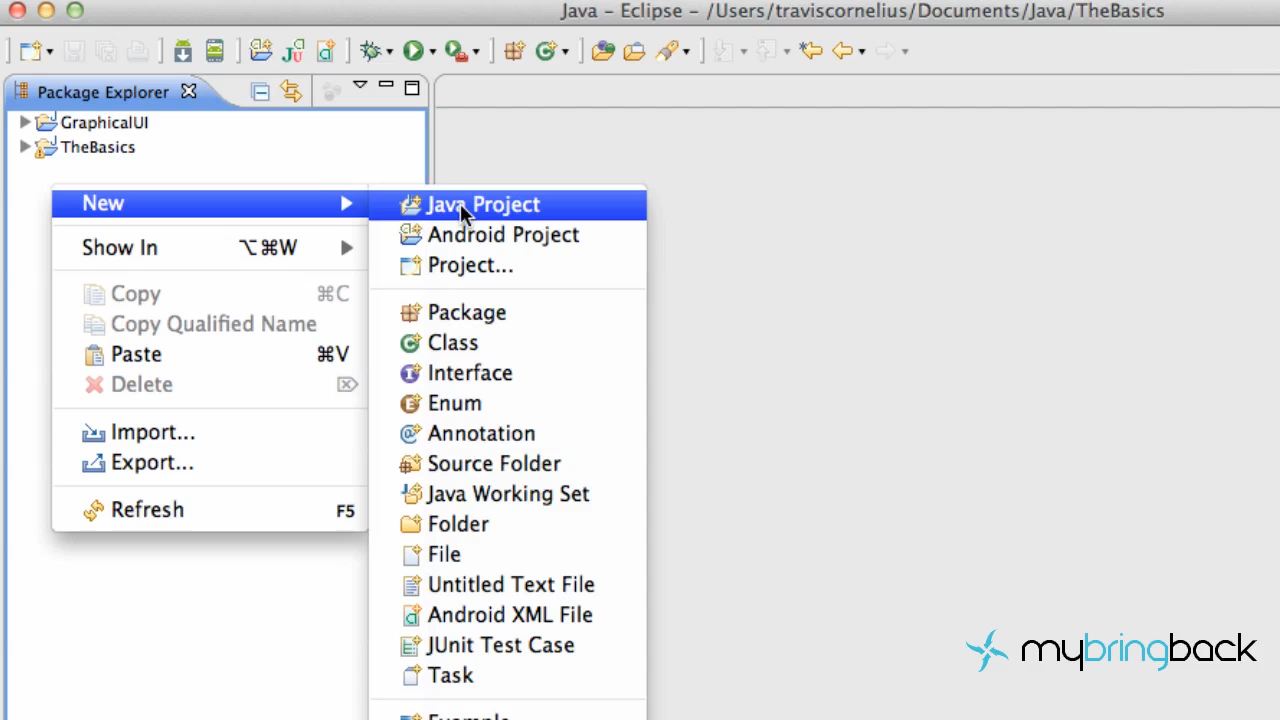 Java - Eclipse - /Users/traviscornelius/Documents/Java/TheBasics
Package Explorer
GraphicalUI
TheBasics
New
Show In ⌥⌘W
Copy ⌘C
Copy Qualified Name
Paste ⌘V
Delete ⌦
Import...
Export...
Refresh F5
Java Project
Android Project
Project...
Package
Class
Interface
Enum
Annotation
Source Folder
Java Working Set
Folder
File
Untitled Text File
Android XML File
JUnit Test Case
Task
mybringback